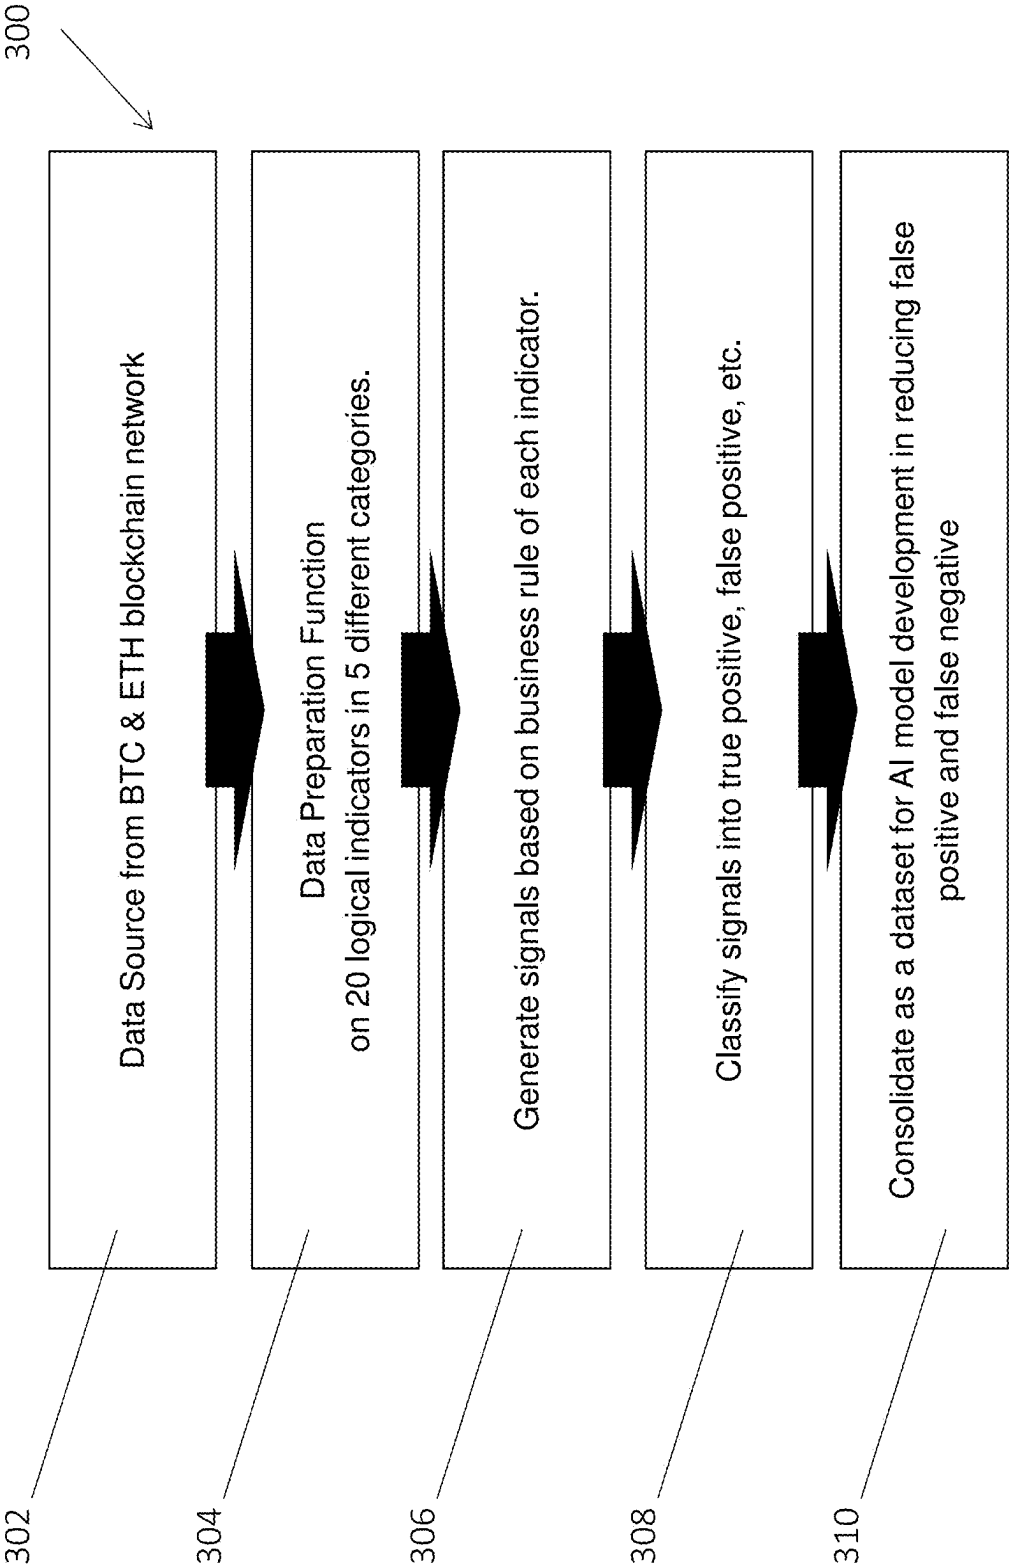 300
302
Data Source from BTC & ETH blockchain network
304
Data Preparation Function
on 20 logical indicators in 5 different categories.
306
Generate signals based on business rule of each indicator.
308
Classify signals into true positive, false positive, etc.
310
Consolidate as a dataset for AI model development in reducing false
positive and false negative